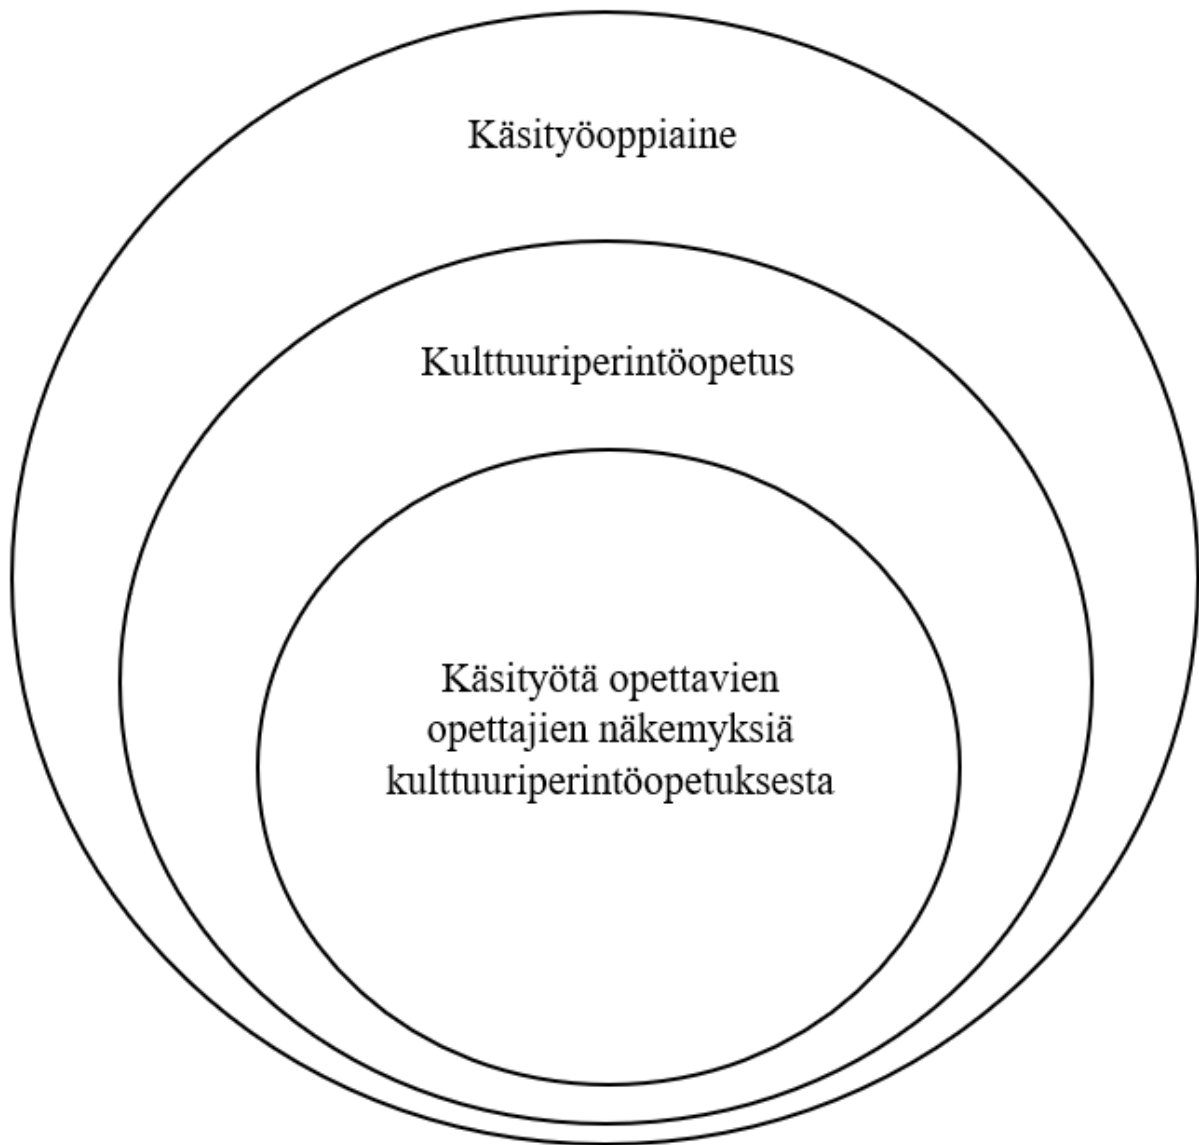 Käsityöoppiaine
Kulttuuriperintöopetus
Käsityötä opettavien
opettajien näkemyksiä
kulttuuriperintöopetuksesta